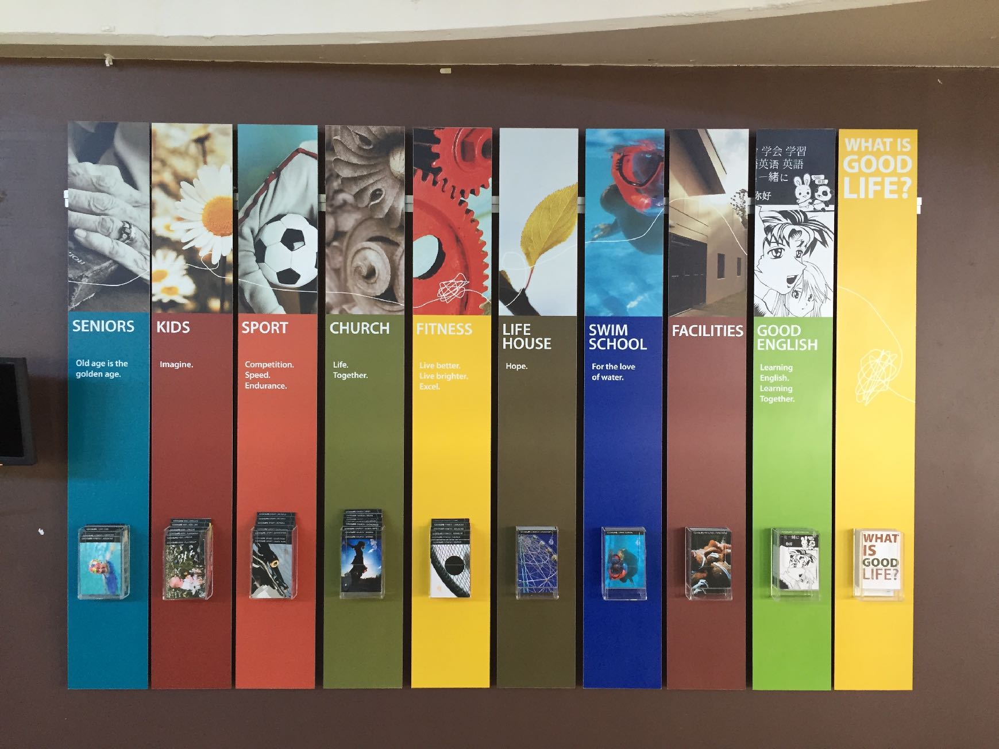 SENIORS
Old age is the
golden age.
KIDS
Imagine.
SPORT
Competition.
Speed.
Endurance.
CHURCH
Life.
Together.
FITNESS
Live better.
Live brighter.
Excel.
LIFE
HOUSE
Hope.
SWIM
SCHOOL
For the love
of water.
FACILITIES
学会 学習
英语 英語
一緒に
你好
GOOD
ENGLISH
Learning
English.
Learning
Together.
WHAT IS
GOOD
LIFE?
WHAT
IS
GOOD
LIFE?